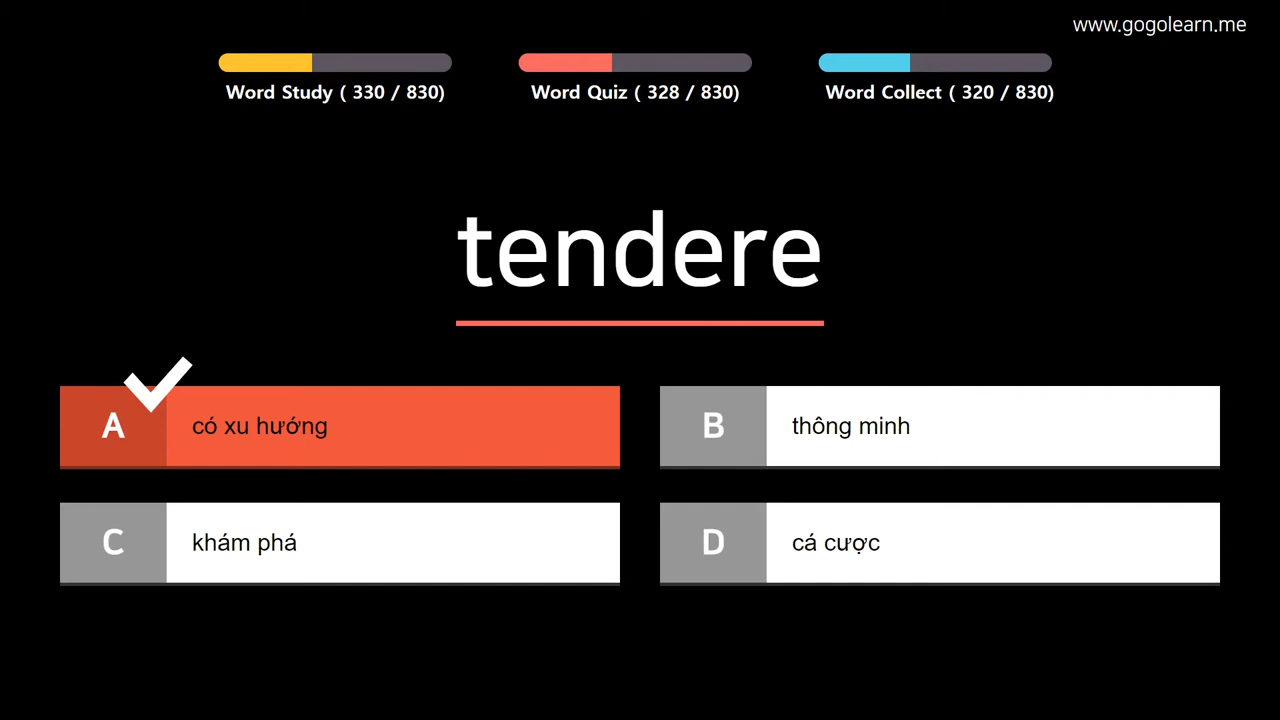 www.gogolearn.me
Word Study ( 330 / 830)
Word Quiz ( 328 / 830)
Word Collect ( 320 / 830)
tendere
A có xu hướng
B thông minh
C khám phá
D cá cược